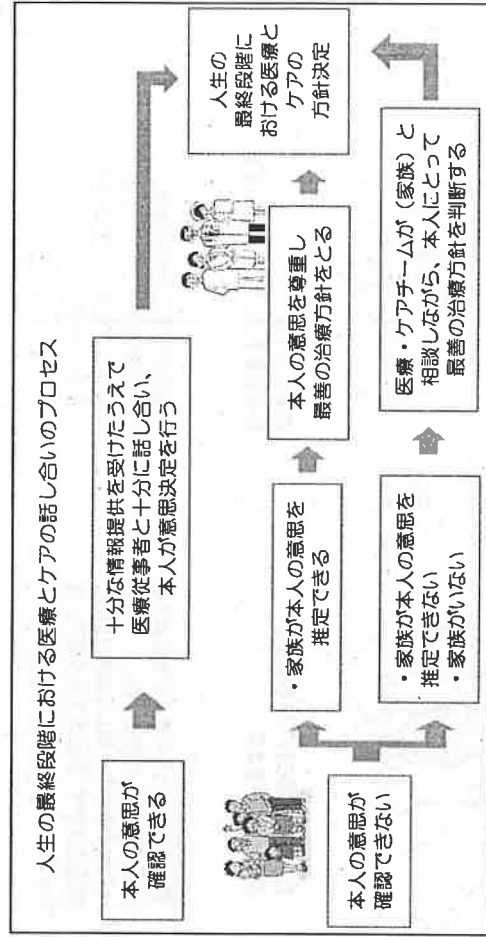 人生の最終段階における医療とケアの話し合いのプロセス
本人の意思が
確認できる
十分な情報提供を受けたうえで
医療従事者と十分に話し合い、
本人が意思決定を行う
本人の意思が
確認できない
・家族が本人の意思を
推定できる
本人の意思を尊重し
最善の治療方針をとる
・家族が本人の意思を
推定できない
・家族がいない
医療・ケアチームが（家族）と
相談しながら、本人にとって
最善の治療方針を判断する
人生の
最終段階に
おける医療と
ケアの
方針決定